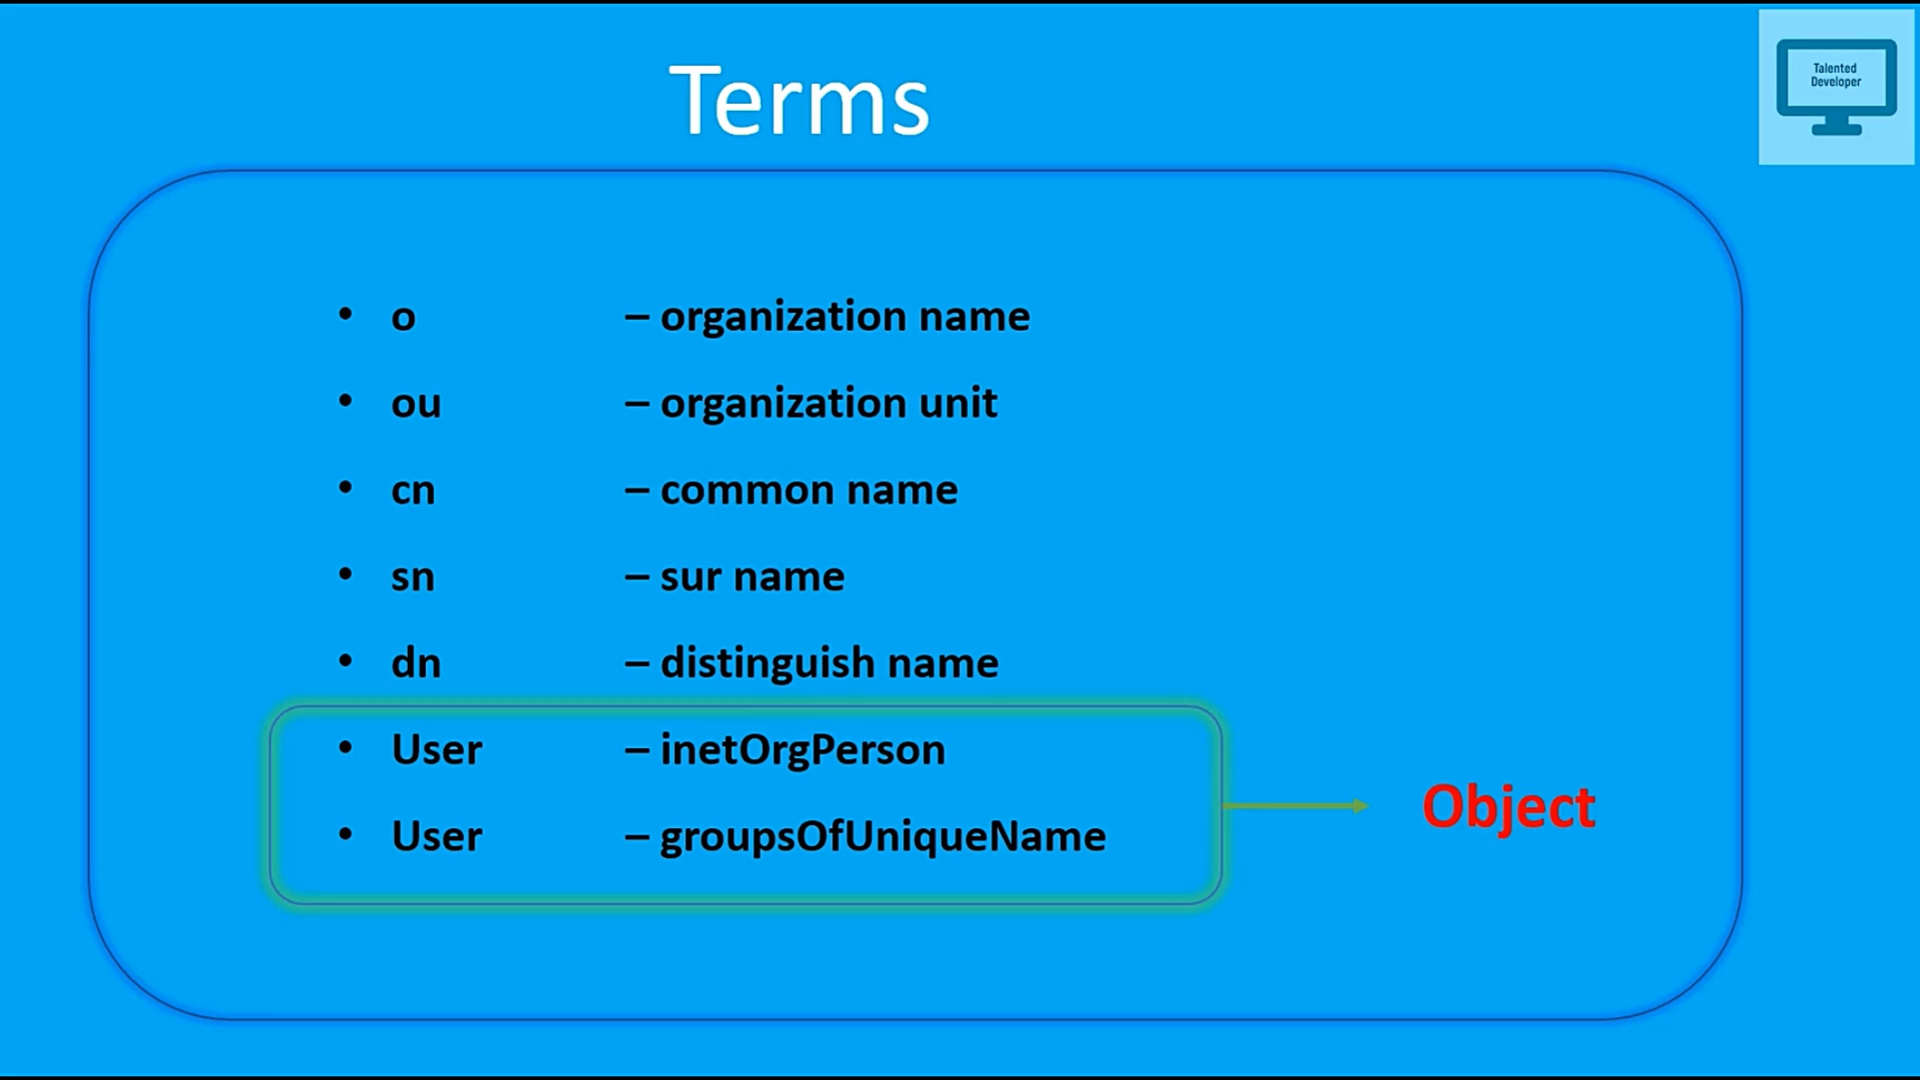 Terms
Talented
Developer
• o – organization name
• ou – organization unit
• cn – common name
• sn – sur name
• dn – distinguish name
• User – inetOrgPerson
• User – groupsOfUniqueName
Object